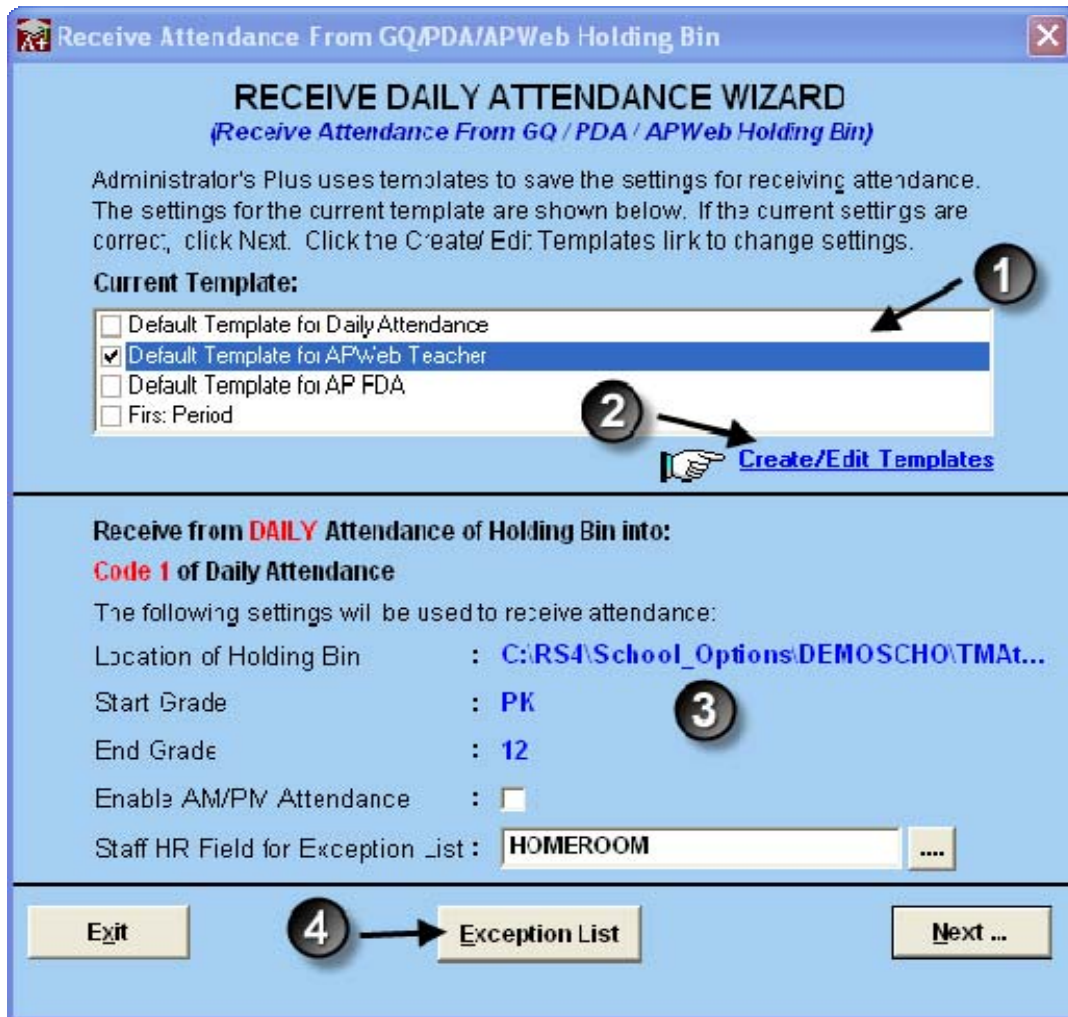 Receive Attendance From GQ/PDA/APWeb Holding Bin
RECEIVE DAILY ATTENDANCE WIZARD
(Receive Attendance From GQ / PDA / APWeb Holding Bin)
Administrator's Plus uses templates to save the settings for receiving attendance.
The settings for the current template are shown below. If the current settings are
correct, click Next. Click the Create/ Edit Templates link to change settings.
1
Current Template:
Default Template for Daily Attendance
Default Template for APWeb Teacher
Default Template for AP PDA
First Period
2
Create/Edit Templates
Receive from DAILY Attendance of Holding Bin into:
Code 1 of Daily Attendance
The following settings will be used to receive attendance:
Location of Holding Bin : C:\RS4\School_Options\DEMOSCHO\TMAt...
Start Grade : PK
3
End Grade : 12
Enable AM/PM Attendance :
Staff HR Field for Exception List : HOMEROOM ....
Exit 4 Exception List Next ...